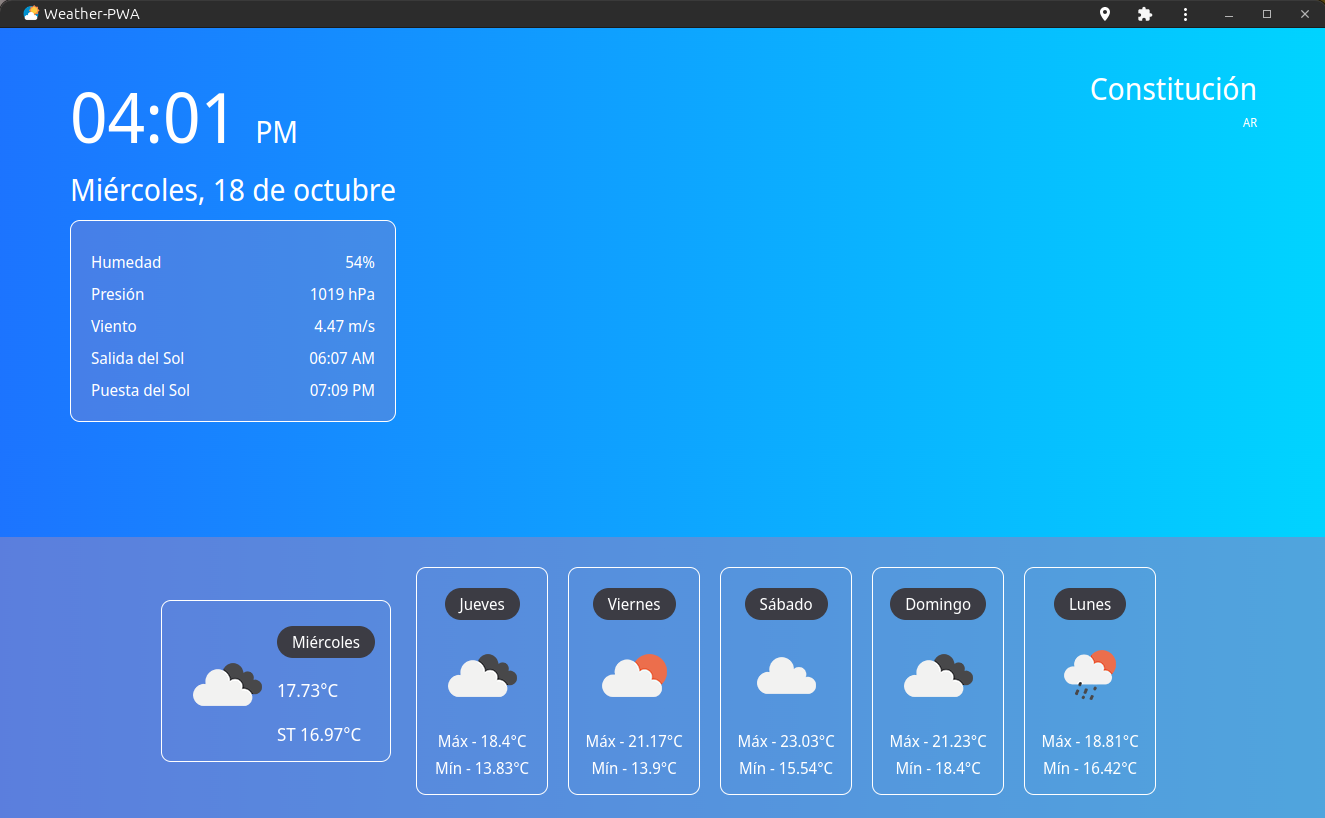 Weather-PWA
04:01 PM
Miércoles, 18 de octubre
Constitución
AR
Humedad 54%
Presión 1019 hPa
Viento 4.47 m/s
Salida del Sol 06:07 AM
Puesta del Sol 07:09 PM
Miércoles
17.73°C
ST 16.97°C
Jueves
Máx - 18.4°C
Mín - 13.83°C
Viernes
Máx - 21.17°C
Mín - 13.9°C
Sábado
Máx - 23.03°C
Mín - 15.54°C
Domingo
Máx - 21.23°C
Mín - 18.4°C
Lunes
Máx - 18.81°C
Mín - 16.42°C